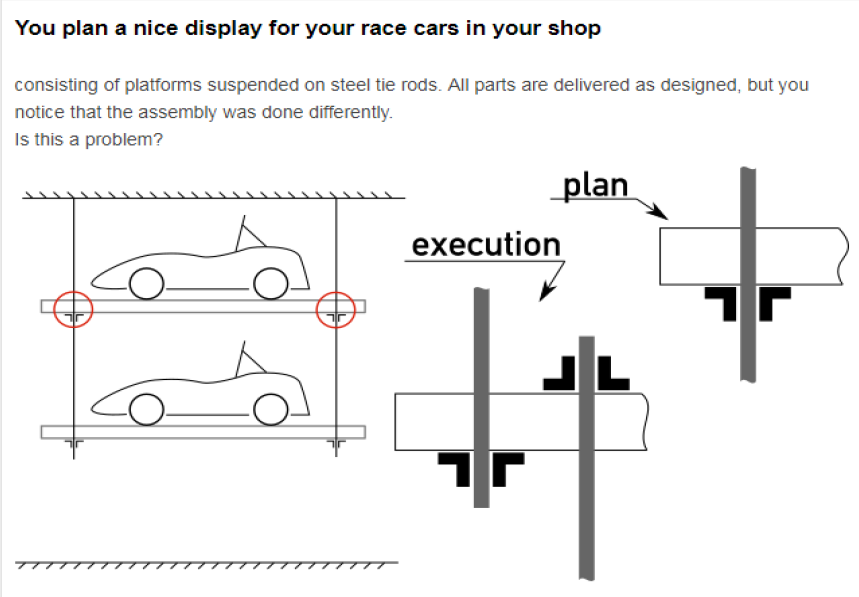 You plan a nice display for your race cars in your shop
consisting of platforms suspended on steel tie rods. All parts are delivered as designed, but you
notice that the assembly was done differently.
Is this a problem?
plan
execution